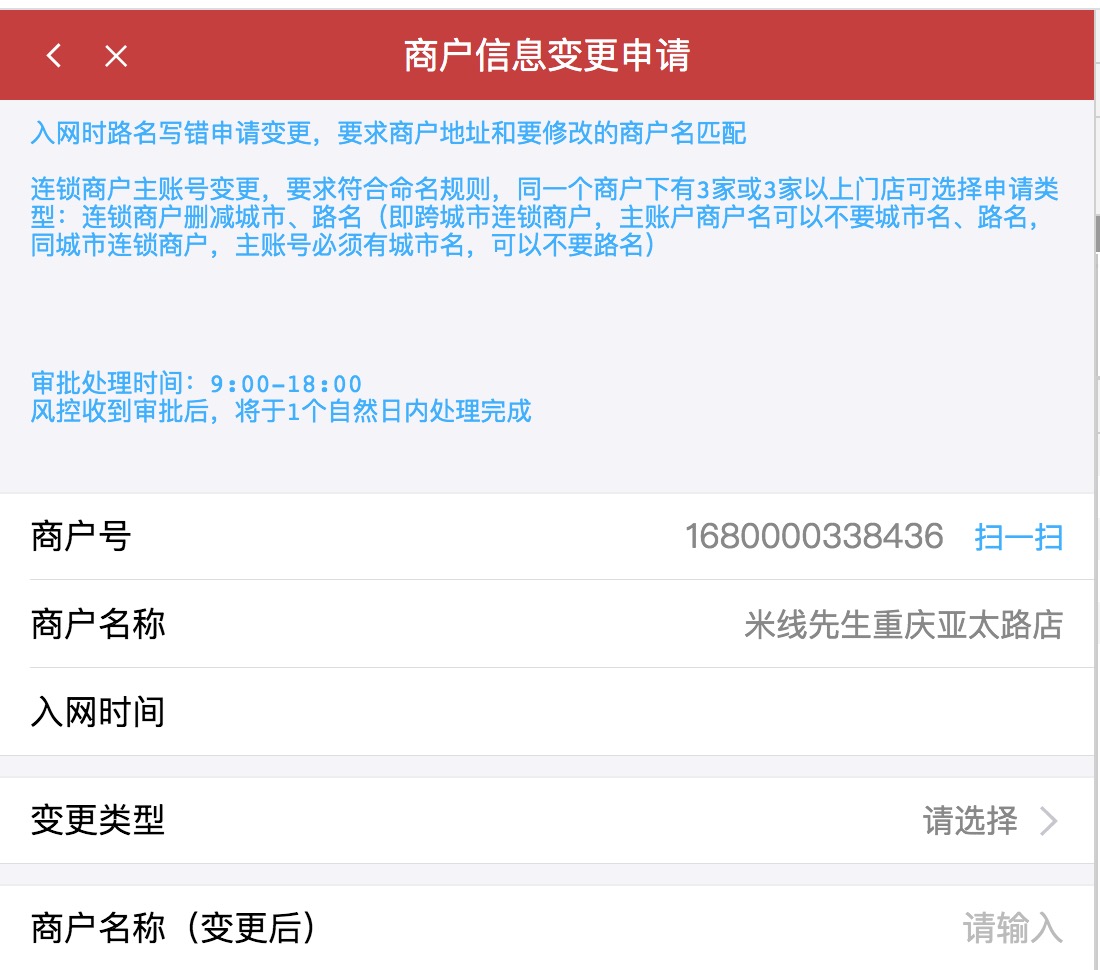 商户信息变更申请
入网时路名写错申请变更，要求商户地址和要修改的商户名匹配
连锁商户主账号变更，要求符合命名规则，同一个商户下有3家或3家以上门店可选择申请类
型：连锁商户删减城市、路名（即跨城市连锁商户，主账户商户名可以不要城市名、路名，
同城市连锁商户，主账号必须有城市名，可以不要路名）
审批处理时间：9:00-18:00
风控收到审批后，将于1个自然日内处理完成
商户号 1680000338436 扫一扫
商户名称 米线先生重庆亚太路店
入网时间
变更类型 请选择
商户名称（变更后） 请输入